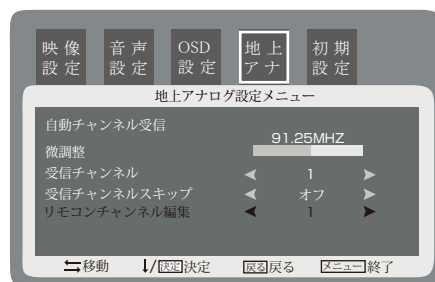 映像設定 音声設定 OSD設定 地上アナ 初期設定
地上アナログ設定メニュー
自動チャンネル受信
91.25MHZ
微調整
受信チャンネル ◀ 1 ▶
受信チャンネルスキップ ◀ オフ ▶
リモコンチャンネル編集 ◀ 1 ▶
⇆移動 ↓/決定決定 戻る戻る メニュー終了